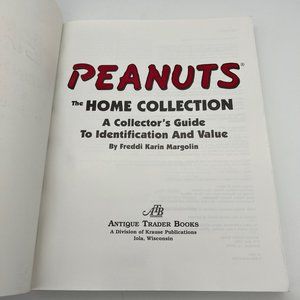 PEANUTS®
The HOME COLLECTION
A Collector's Guide
To Identification And Value
By Freddi Karin Margolin
ATB
ANTIQUE TRADER BOOKS
A Division of Krause Publications
Iola, Wisconsin